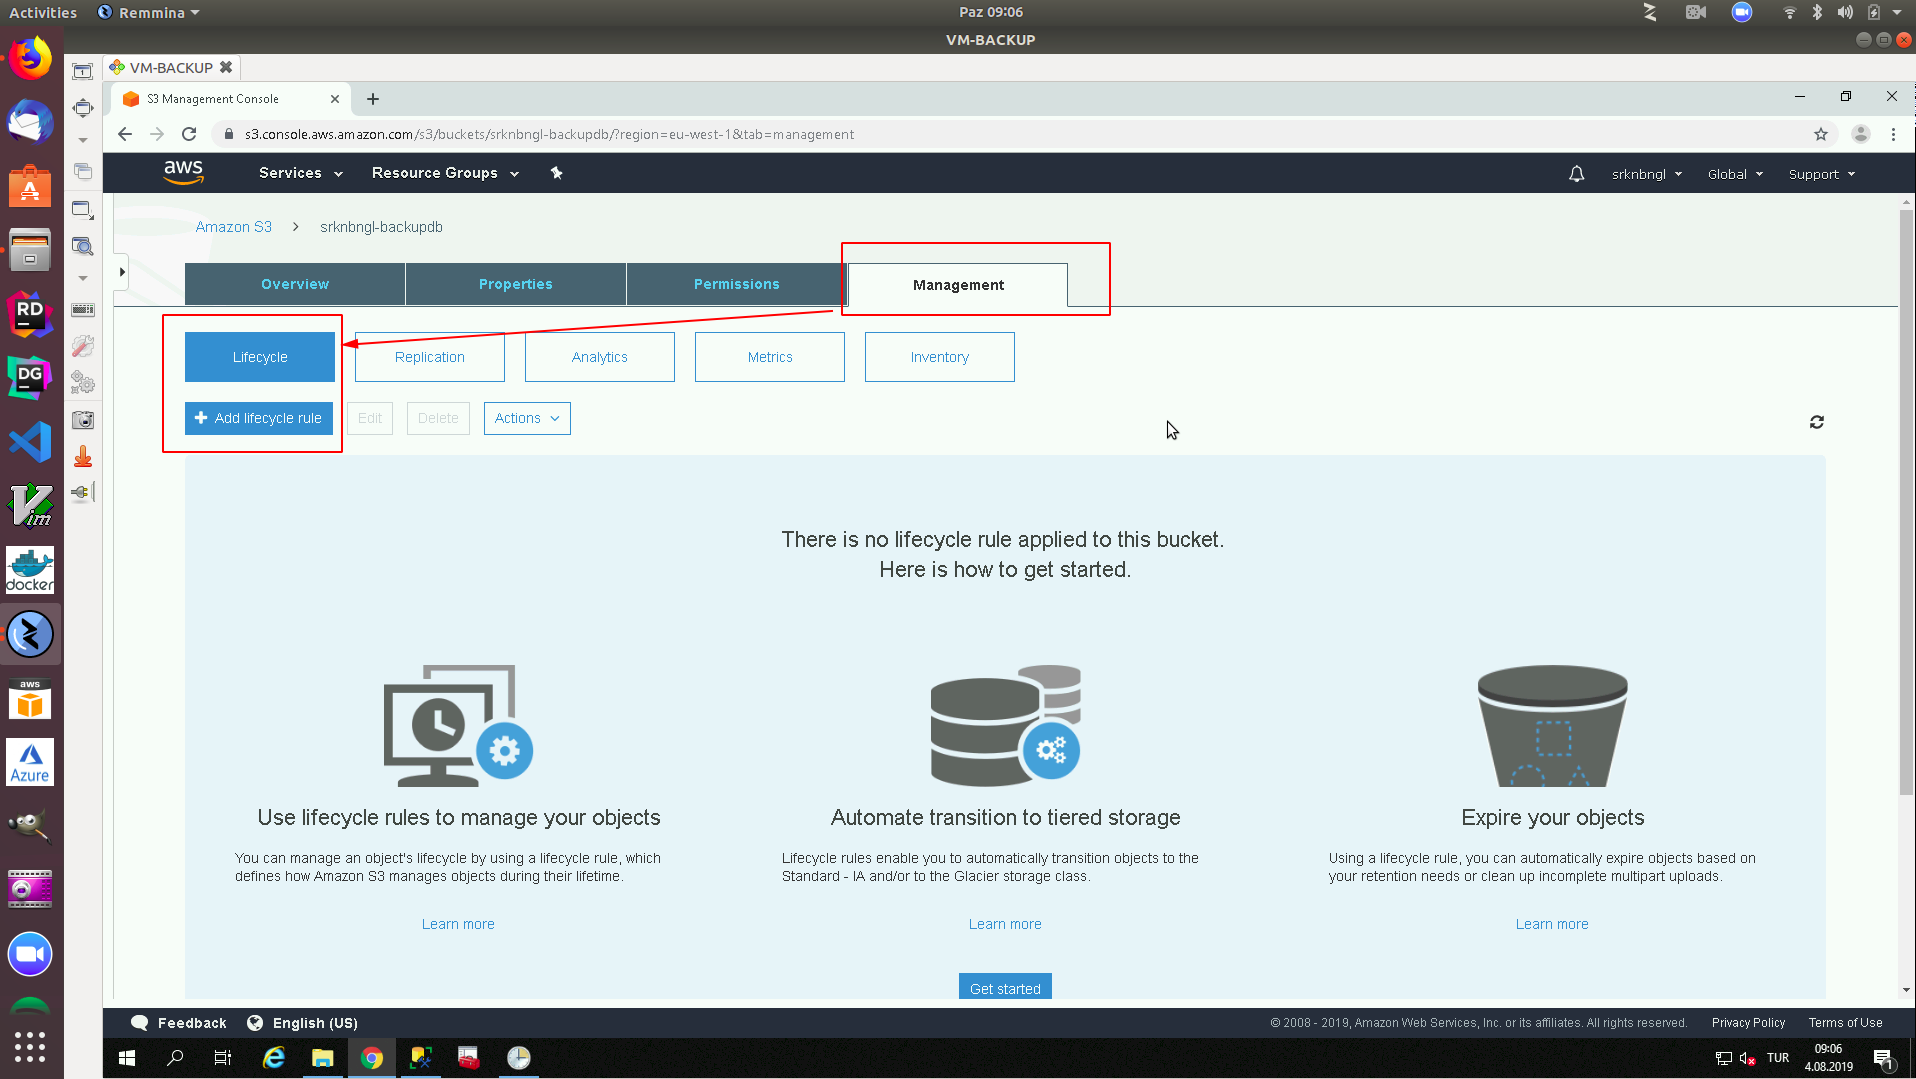 Activities
Remmina
Paz 09:06
VM-BACKUP
VM-BACKUP
S3 Management Console
s3.console.aws.amazon.com/s3/buckets/srknbngl-backupdb/?region=eu-west-1&tab=management
aws
Services
Resource Groups
srknbngl
Global
Support
Amazon S3
srknbngl-backupdb
Overview
Properties
Permissions
Management
Lifecycle
Replication
Analytics
Metrics
Inventory
Add lifecycle rule
Edit
Delete
Actions
There is no lifecycle rule applied to this bucket.
Here is how to get started.
Use lifecycle rules to manage your objects
You can manage an object's lifecycle by using a lifecycle rule, which
defines how Amazon S3 manages objects during their lifetime.
Learn more
Automate transition to tiered storage
Lifecycle rules enable you to automatically transition objects to the
Standard - IA and/or to the Glacier storage class.
Learn more
Expire your objects
Using a lifecycle rule, you can automatically expire objects based on
your retention needs or clean up incomplete multipart uploads.
Learn more
Get started
Feedback
English (US)
© 2008 - 2019, Amazon Web Services, Inc. or its affiliates. All rights reserved.
Privacy Policy
Terms of Use
TUR
09:06
4.08.2019
1
RD
DG
Vim
docker
aws
Azure